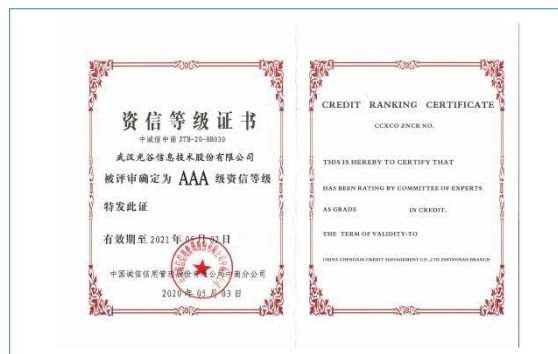 资信等级证书
中诚信中南 ZTB-20-HB030
武汉光谷信息技术股份有限公司
被评审确定为 AAA 级资信等级
特发此证
有效期至 2021 年 06 月 02 日
中国诚信信用管理股份有限公司中南分公司
2020 年 05 月 03 日
CREDIT RANKING CERTIFICATE
CCXCO ZNCR NO.
THIS IS HEREBY TO CERTIFY THAT
HAS BEEN RATING BY COMMITTEE OF EXPERTS
AS GRADE IN CREDIT.
THE TERM OF VALIDITY:TO
CHINA CHENGXIN CREDIT MANAGEMENT CO.,LTD ZHONGNAN BRANCH